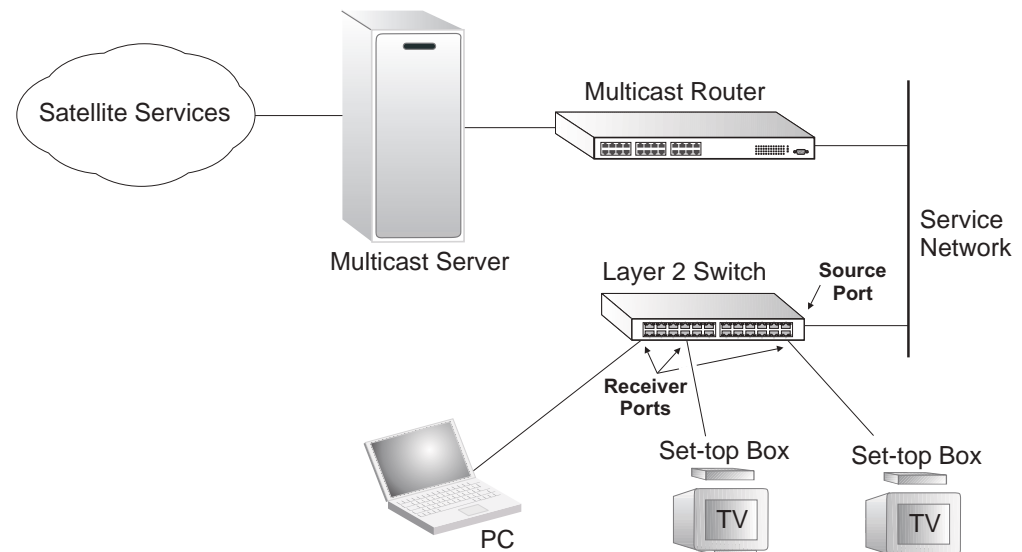 Satellite Services
Multicast Router
Service
Network
Multicast Server
Layer 2 Switch
Source
Port
Receiver
Ports
Set-top Box
Set-top Box
TV
TV
PC